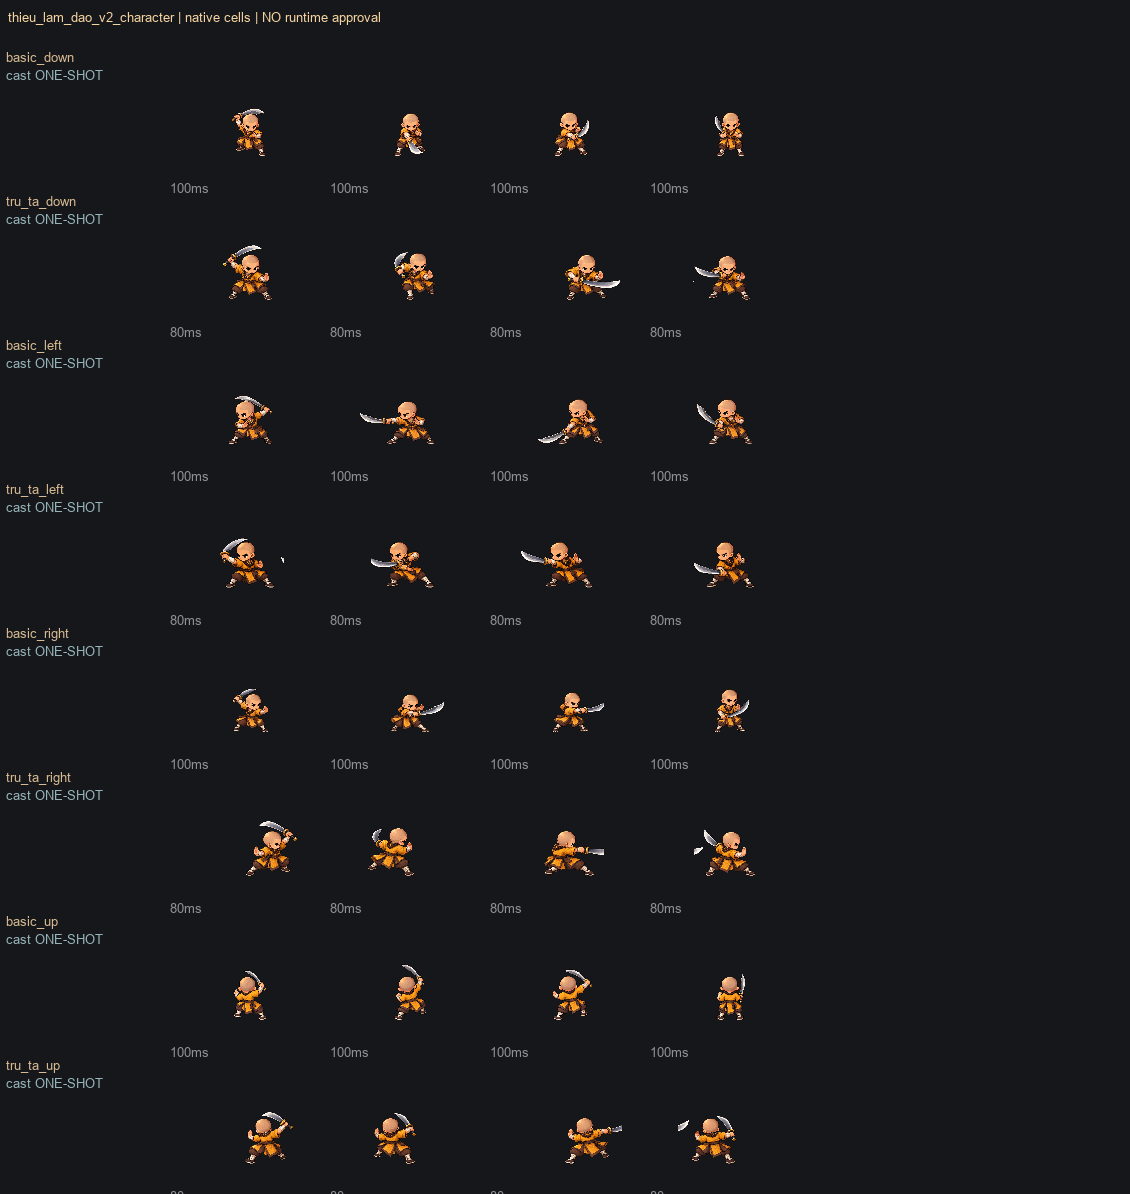 thieu_lam_dao_v2_character | native cells | NO runtime approval
basic_down
cast ONE-SHOT
100ms 100ms 100ms 100ms
tru_ta_down
cast ONE-SHOT
80ms 80ms 80ms 80ms
basic_left
cast ONE-SHOT
100ms 100ms 100ms 100ms
tru_ta_left
cast ONE-SHOT
80ms 80ms 80ms 80ms
basic_right
cast ONE-SHOT
100ms 100ms 100ms 100ms
tru_ta_right
cast ONE-SHOT
80ms 80ms 80ms 80ms
basic_up
cast ONE-SHOT
100ms 100ms 100ms 100ms
tru_ta_up
cast ONE-SHOT